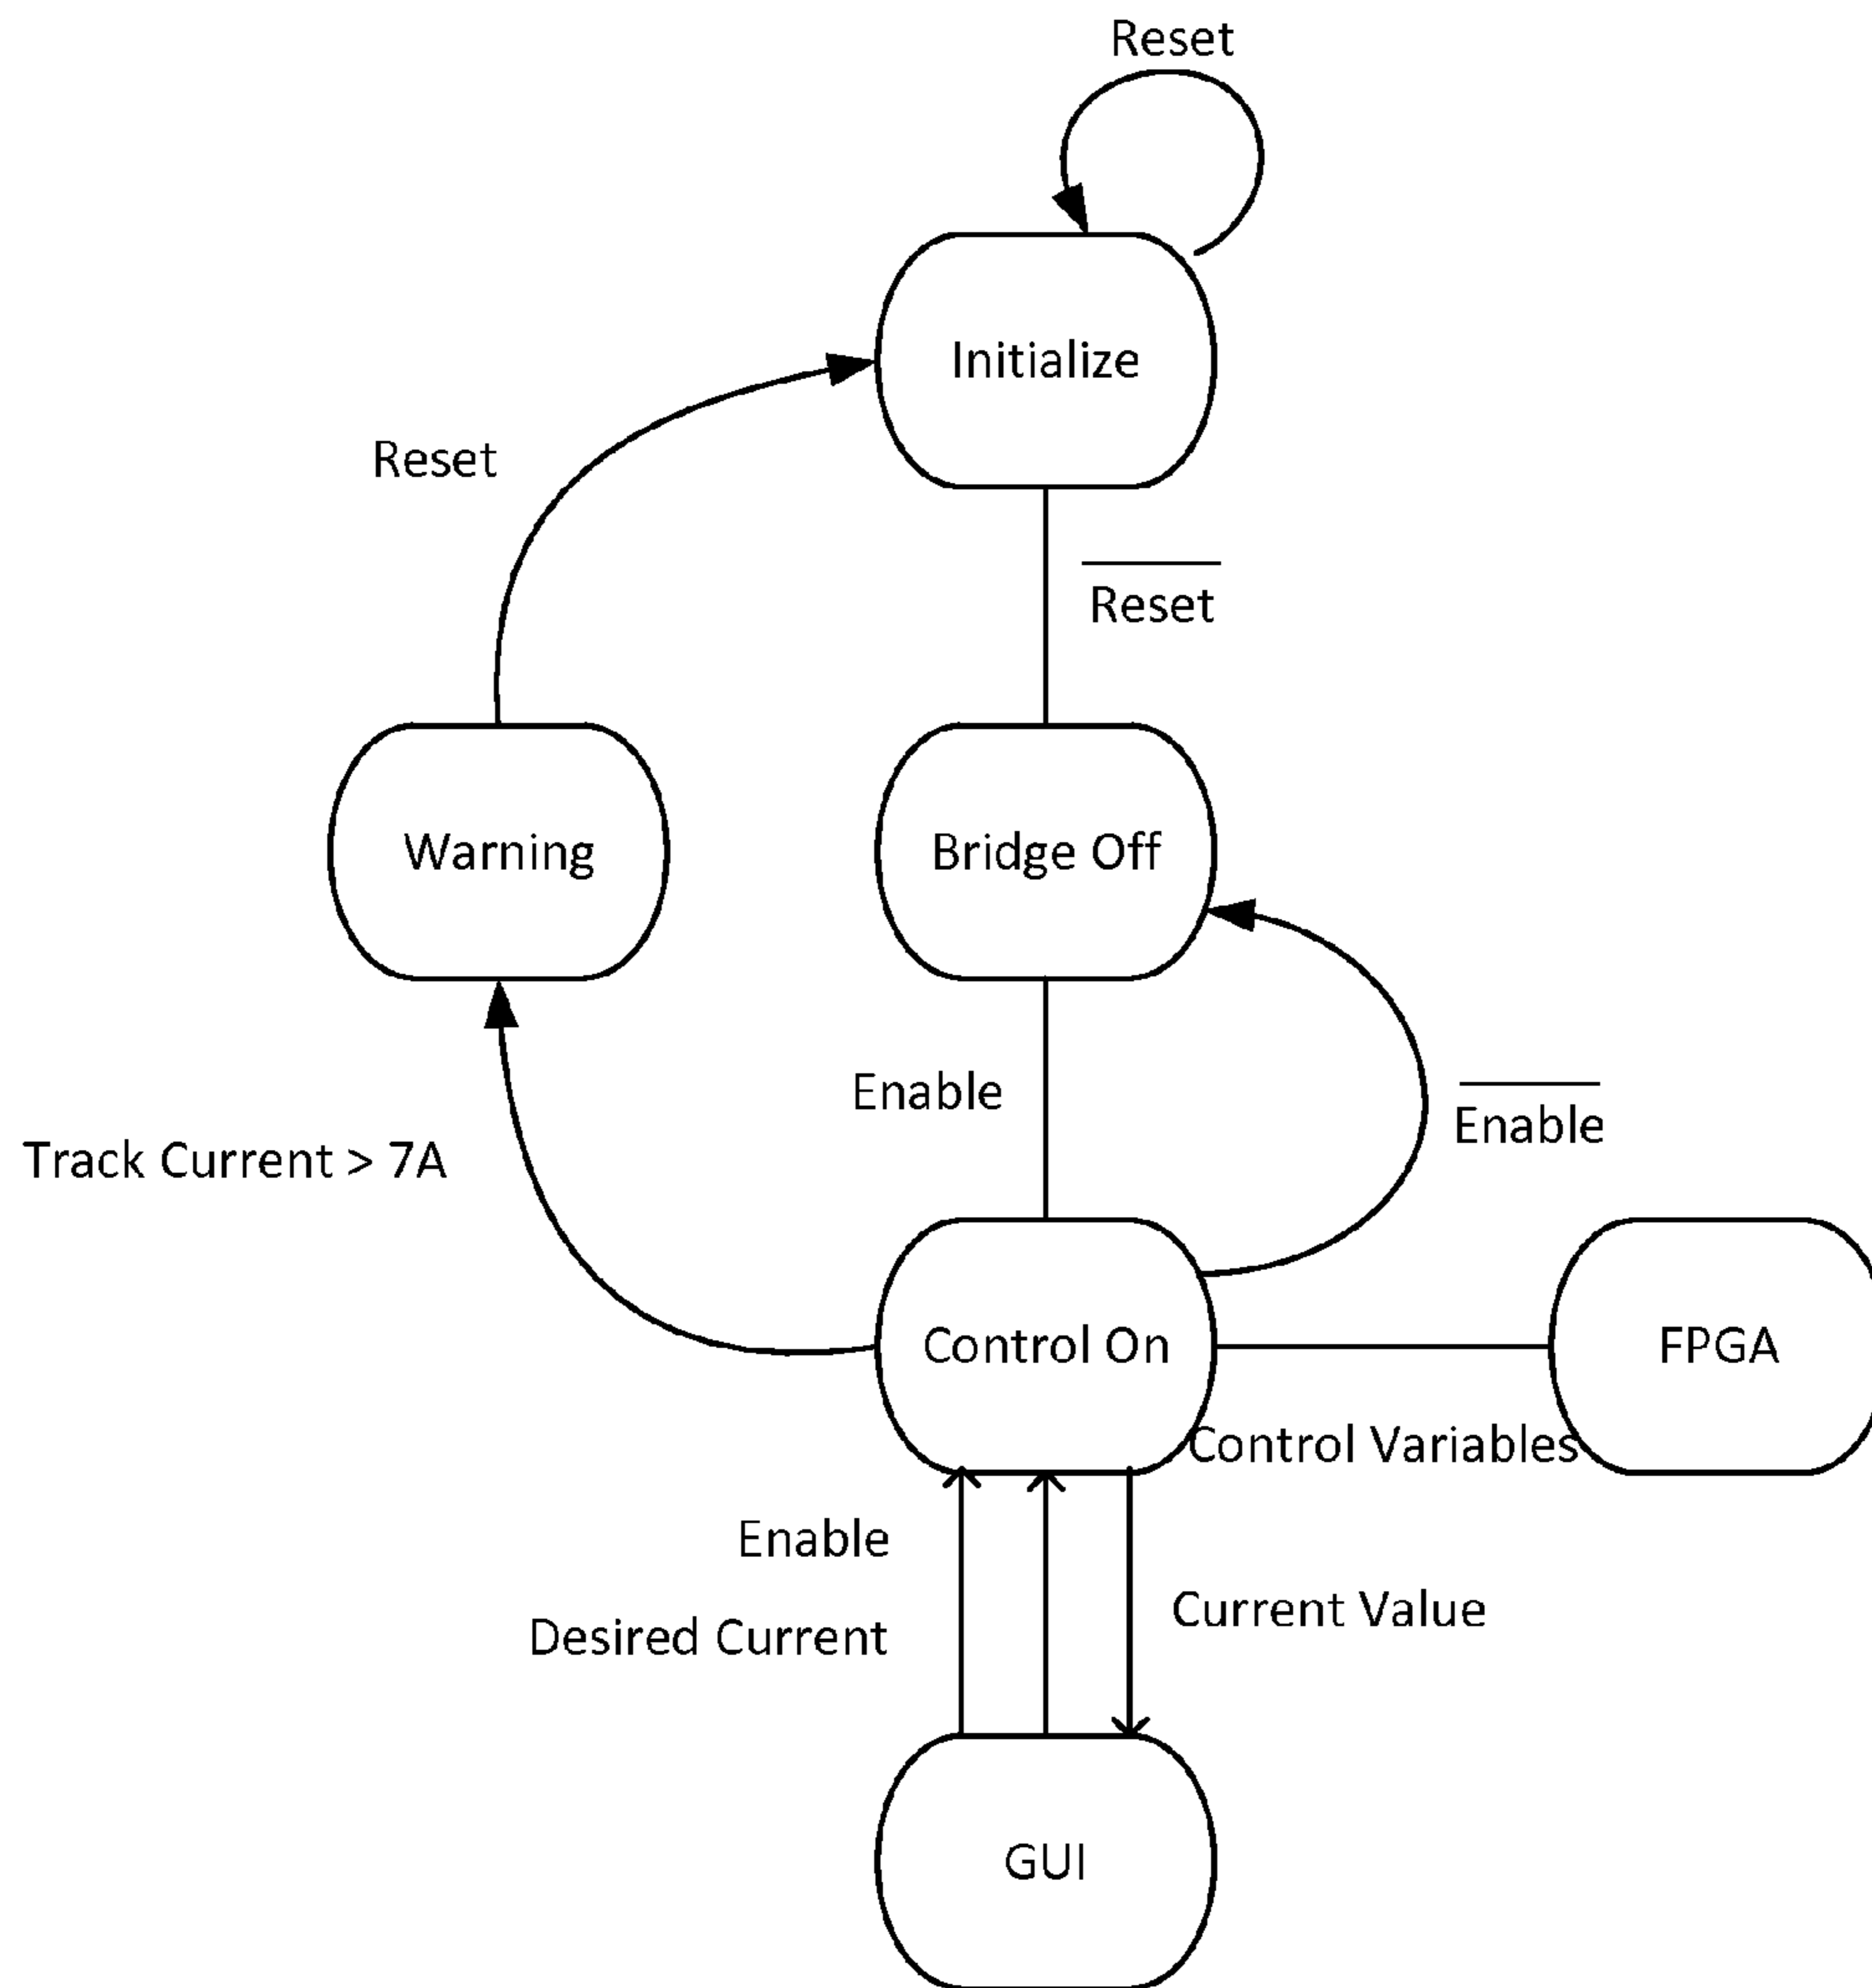 Reset
Initialize
Reset
Reset
Warning
Bridge Off
Enable
Enable
Track Current > 7A
Control On
FPGA
Control Variables
Enable
Current Value
Desired Current
GUI